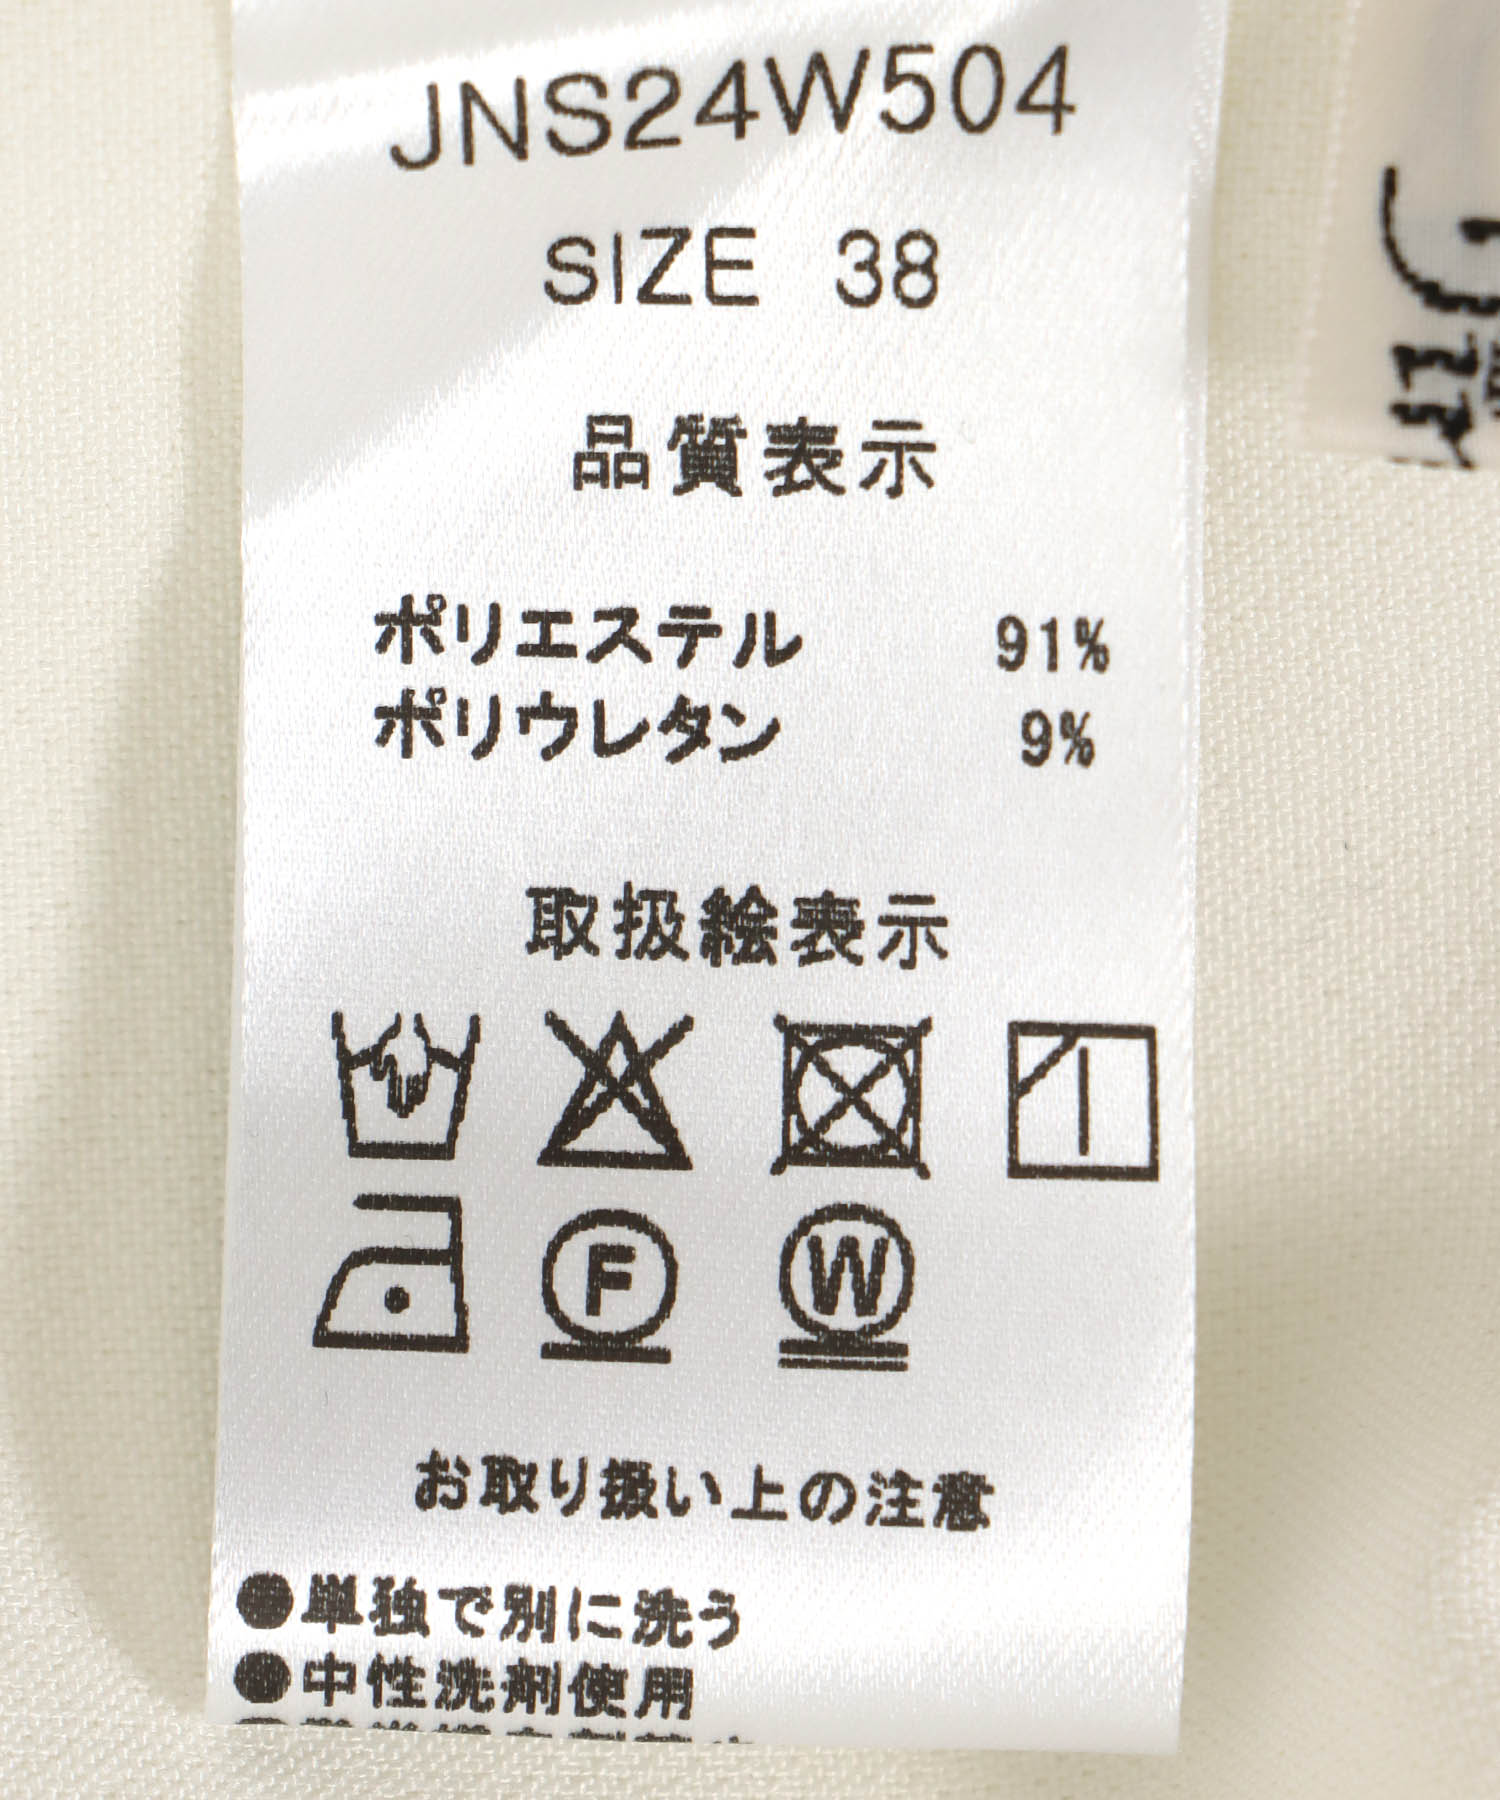 JNS24W504
SIZE 38
品質表示
ポリエステル 91%
ポリウレタン 9%
取扱絵表示
F W
お取り扱い上の注意
●単独で別に洗う
●中性洗剤使用